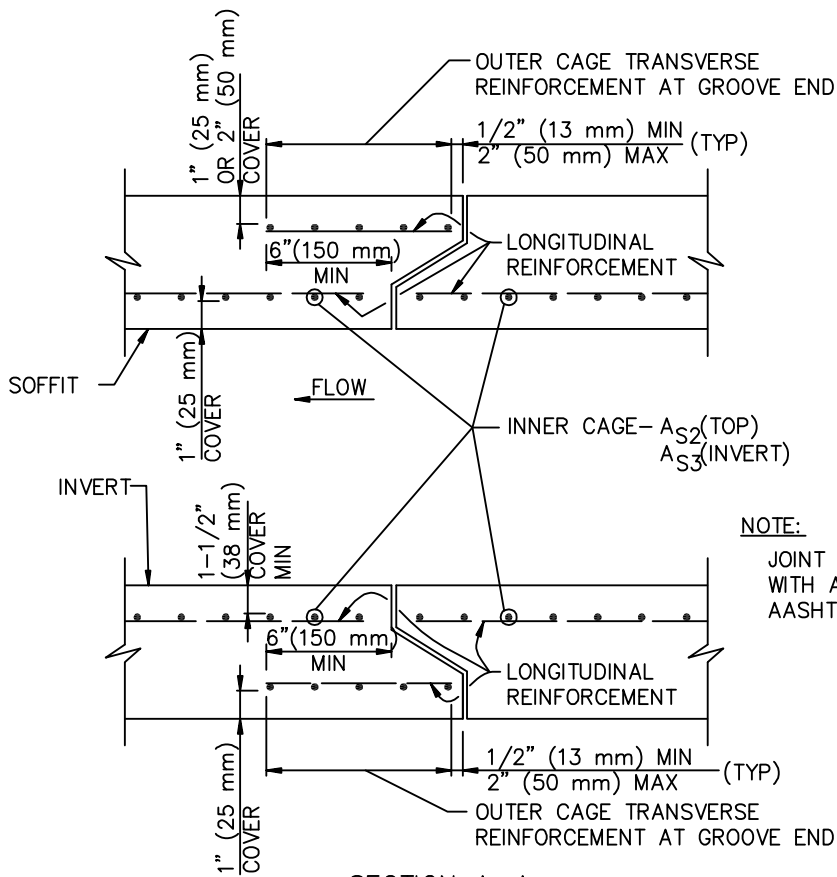 OUTER CAGE TRANSVERSE
REINFORCEMENT AT GROOVE END
1" (25 mm)
OR 2" (50 mm)
COVER
1/2" (13 mm) MIN
2" (50 mm) MAX
(TYP)
6"(150 mm)
MIN
LONGITUDINAL
REINFORCEMENT
SOFFIT
1" (25 mm)
COVER
FLOW
INNER CAGE- AS2(TOP)
AS3(INVERT)
INVERT
1-1/2"
(38 mm)
COVER
MIN
NOTE:
JOINT
WITH A
AASHT
6"(150 mm)
MIN
LONGITUDINAL
REINFORCEMENT
1" (25 mm)
COVER
1/2" (13 mm) MIN
2" (50 mm) MAX
(TYP)
OUTER CAGE TRANSVERSE
REINFORCEMENT AT GROOVE END